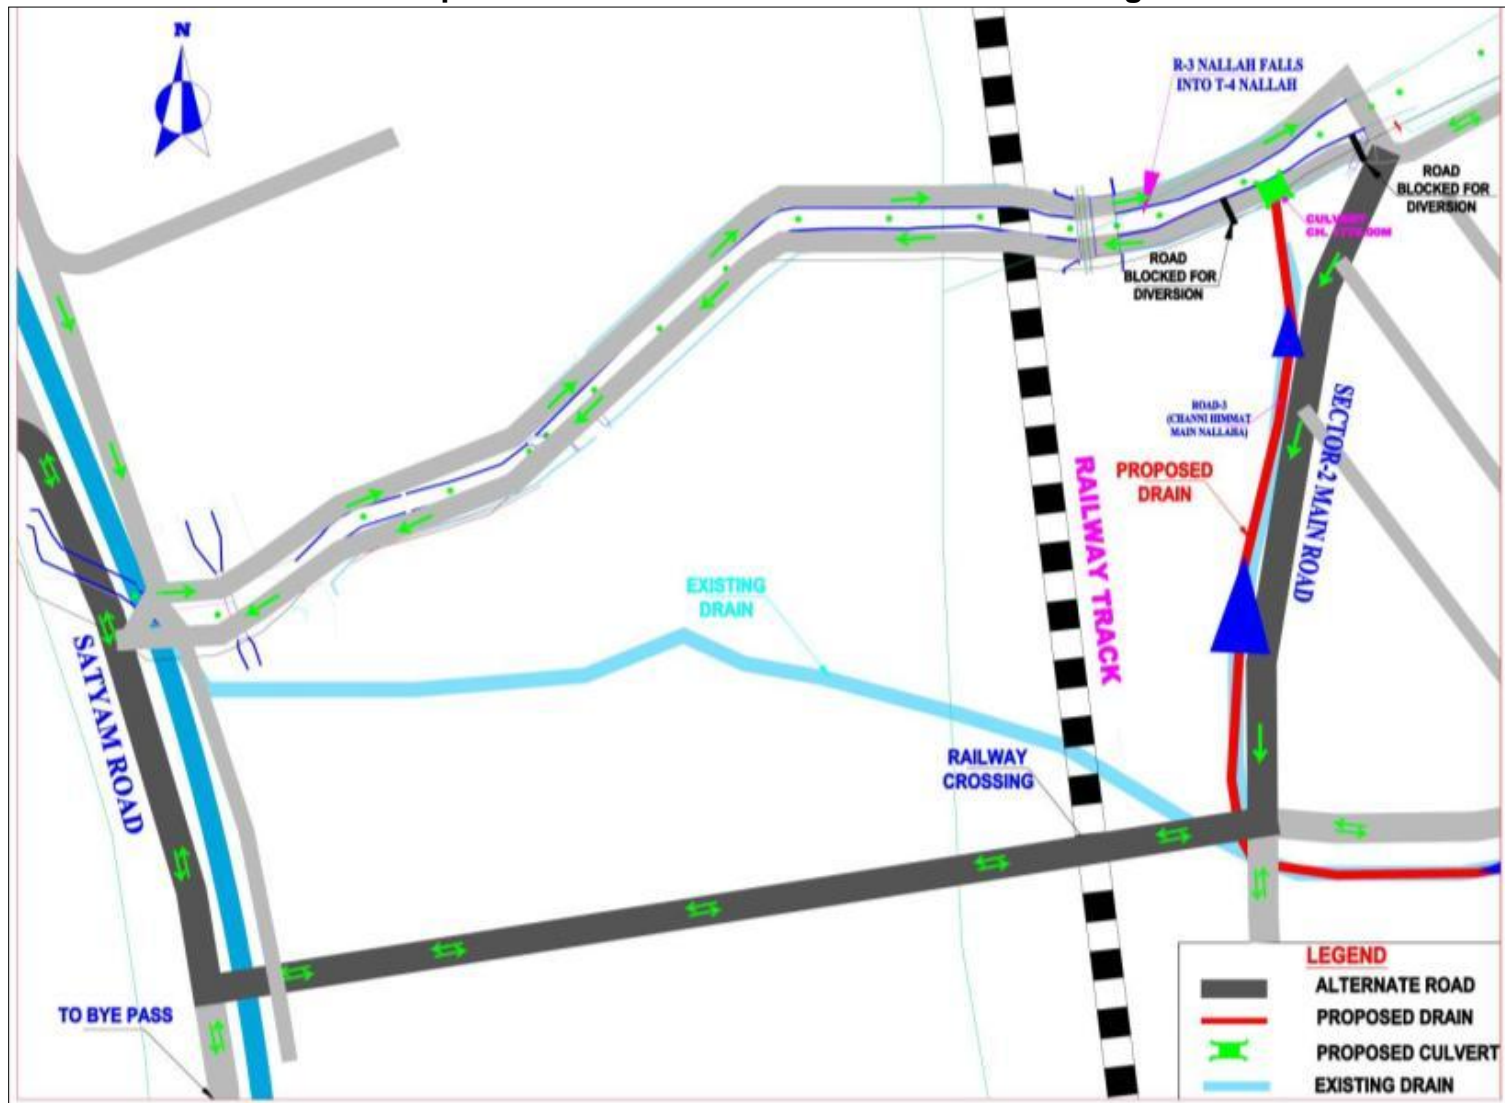 N
R-3 NALLAH FALLS
INTO T-4 NALLAH
ROAD
BLOCKED FOR
DIVERSION
CULVERT
ROAD
BLOCKED FOR
DIVERSION
ROAD-3
(CHANNI HIMMAT
MAIN NALLAHA)
SECTOR-2 MAIN ROAD
PROPOSED
DRAIN
RAILWAY TRACK
EXISTING
DRAIN
SATYAM ROAD
RAILWAY
CROSSING
TO BYE PASS
LEGEND
ALTERNATE ROAD
PROPOSED DRAIN
PROPOSED CULVERT
EXISTING DRAIN